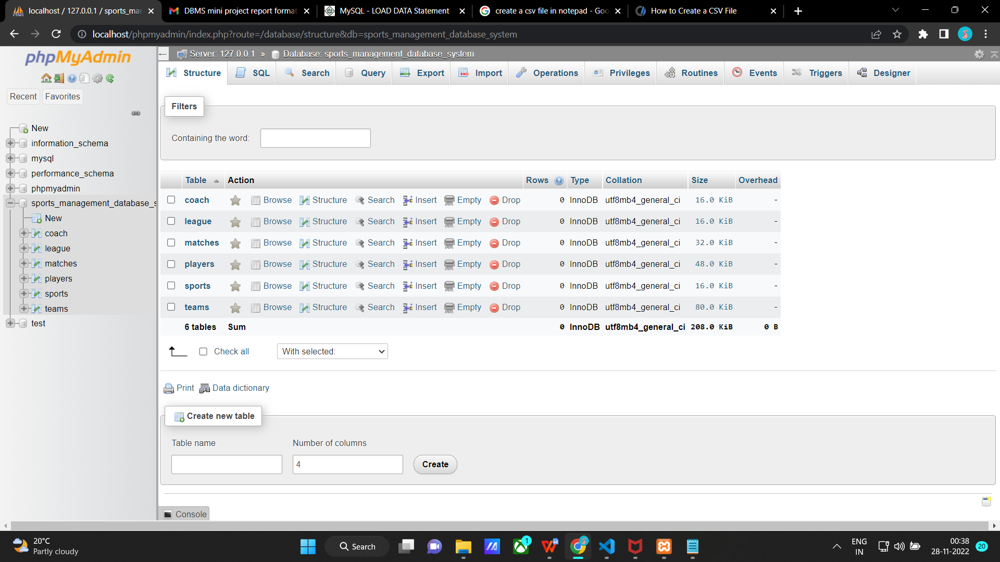 localhost / 127.0.0.1 / sports_mar
DBMS mini project report format
MySQL - LOAD DATA Statement
create a csv file in notepad - Goo
How to Create a CSV File
localhost/phpmyadmin/index.php?route=/database/structure&db=sports_management_database_system
phpMyAdmin
Server: 127.0.0.1 » Database: sports_management_database_system
Structure SQL Search Query Export Import Operations Privileges Routines Events Triggers Designer
Recent Favorites
New
information_schema
mysql
performance_schema
phpmyadmin
sports_management_database_s
New
coach
league
matches
players
sports
teams
test
Filters
Containing the word:
Table Action Rows Type Collation Size Overhead
coach Browse Structure Search Insert Empty Drop 0 InnoDB utf8mb4_general_ci 16.0 KiB -
league Browse Structure Search Insert Empty Drop 0 InnoDB utf8mb4_general_ci 16.0 KiB -
matches Browse Structure Search Insert Empty Drop 0 InnoDB utf8mb4_general_ci 32.0 KiB -
players Browse Structure Search Insert Empty Drop 0 InnoDB utf8mb4_general_ci 48.0 KiB -
sports Browse Structure Search Insert Empty Drop 0 InnoDB utf8mb4_general_ci 16.0 KiB -
teams Browse Structure Search Insert Empty Drop 0 InnoDB utf8mb4_general_ci 80.0 KiB -
6 tables Sum 0 InnoDB utf8mb4_general_ci 208.0 KiB 0 B
Check all With selected:
Print Data dictionary
Create new table
Table name Number of columns
4 Create
Console
20°C
Partly cloudy
Search
1
ENG
IN
00:38
28-11-2022
20